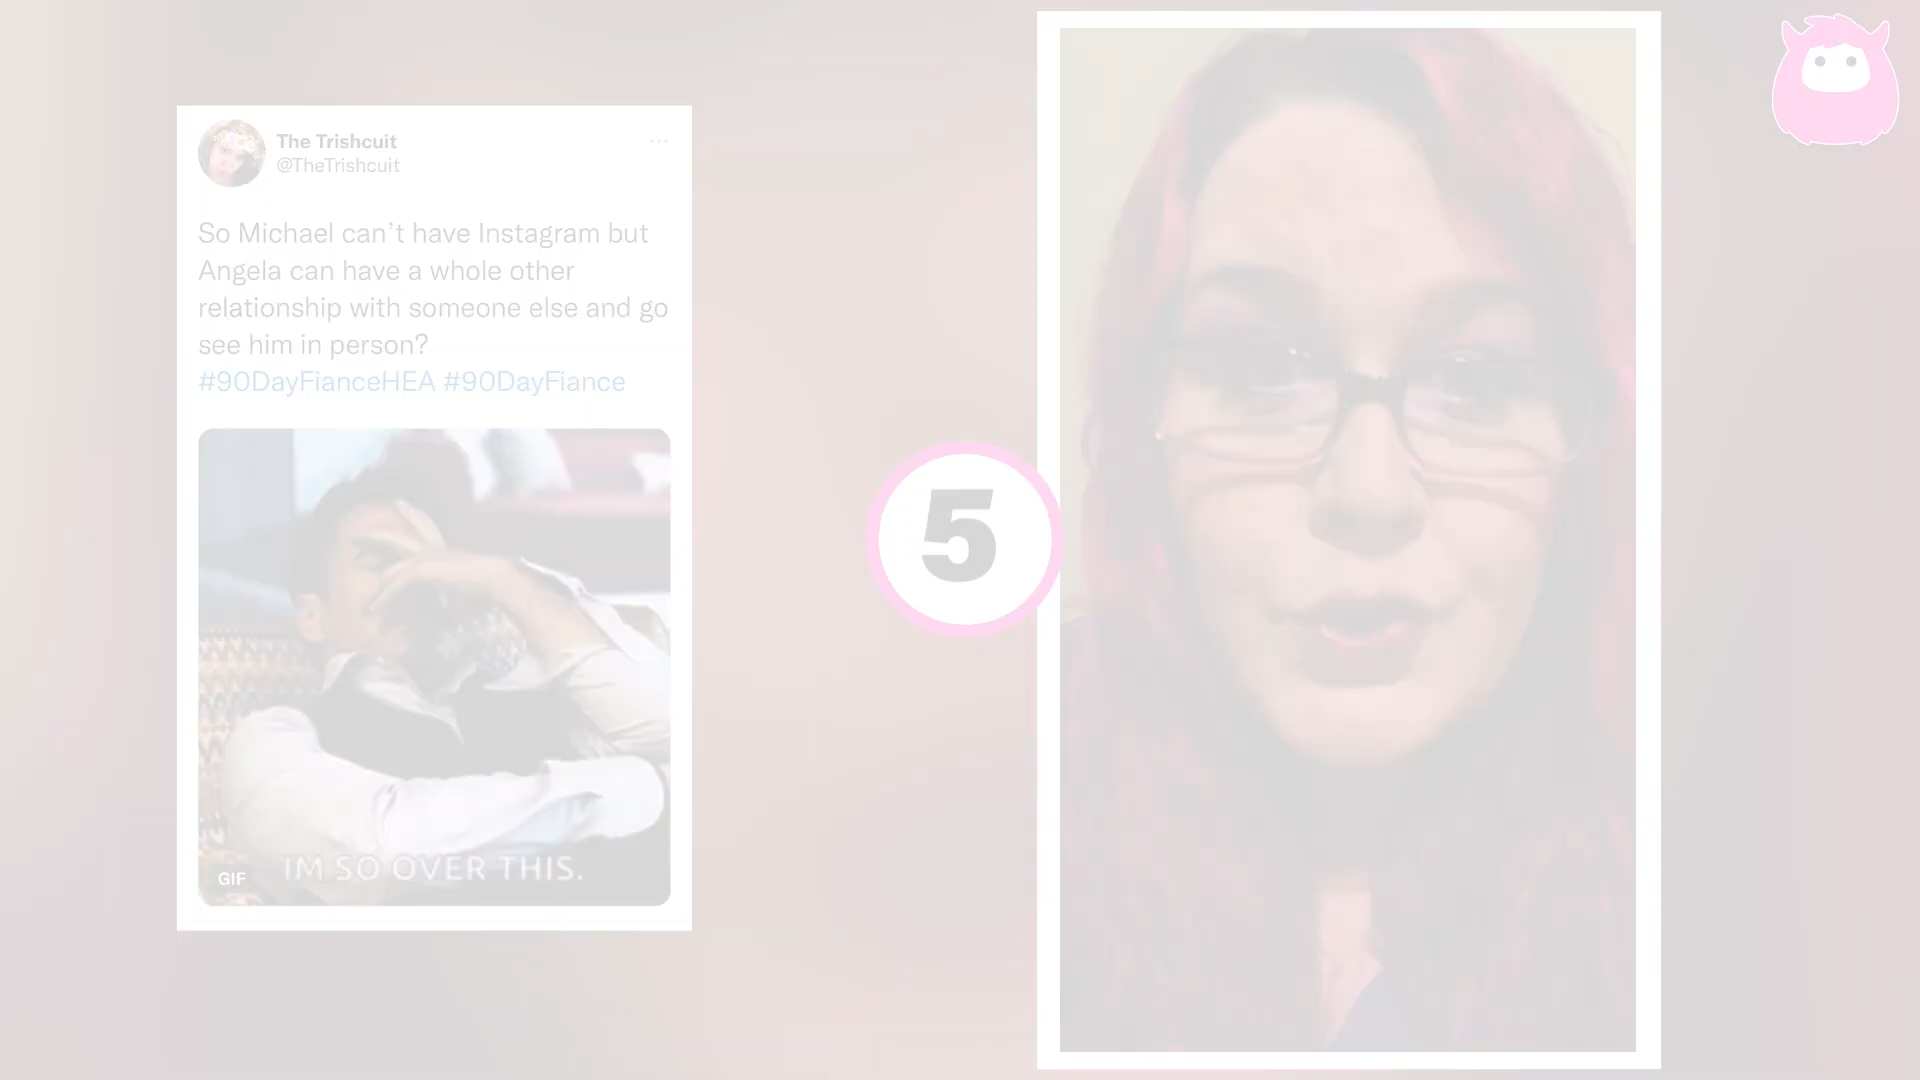 The Trishcuit
@TheTrishcuit
So Michael can’t have Instagram but
Angela can have a whole other
relationship with someone else and go
see him in person?
#90DayFianceHEA #90DayFiance
IM SO OVER THIS.
GIF
5